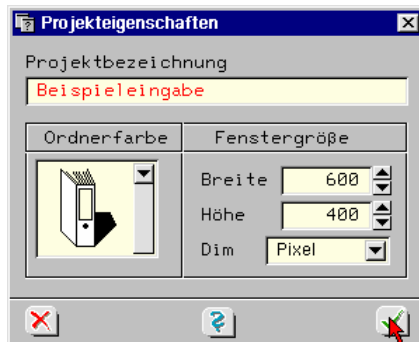 Projekteigenschaften
Projektbezeichnung
Beispieleingabe
Ordnerfarbe
Fenstergröße
Breite 600
Höhe 400
Dim Pixel